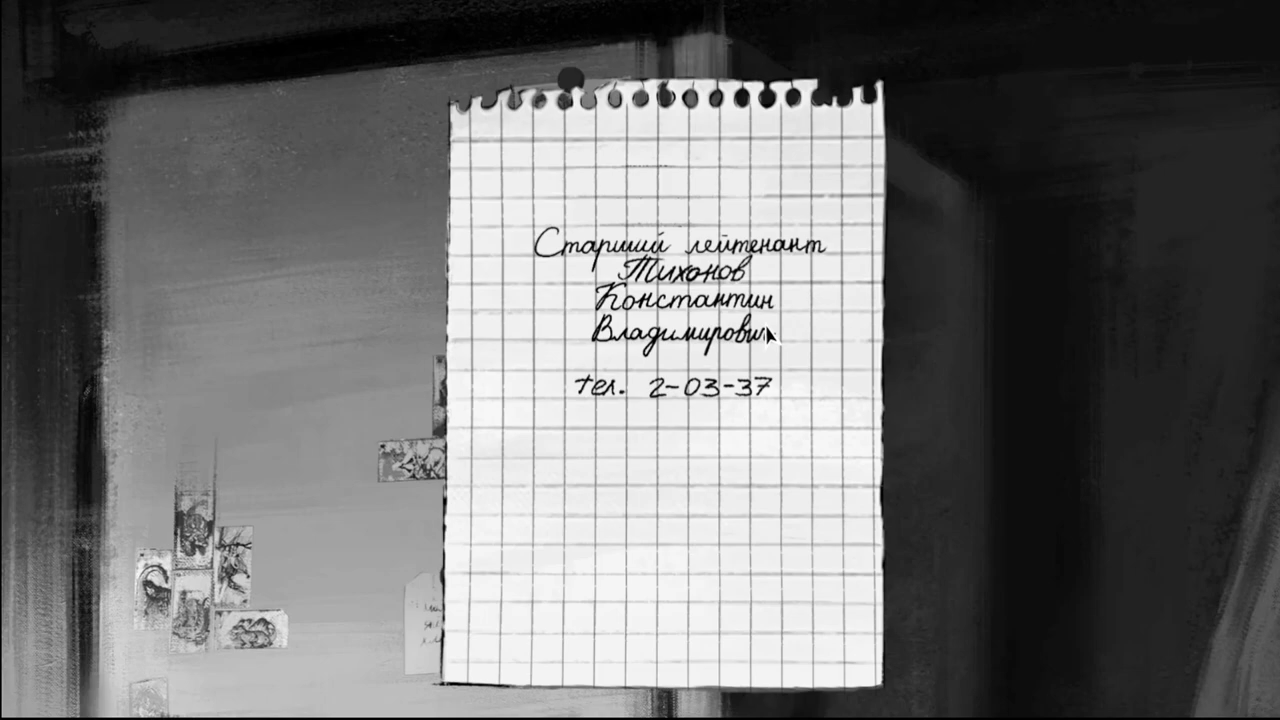 Старший лейтенант
Тихонов
Константин
Владимирович
тел. 2-03-37